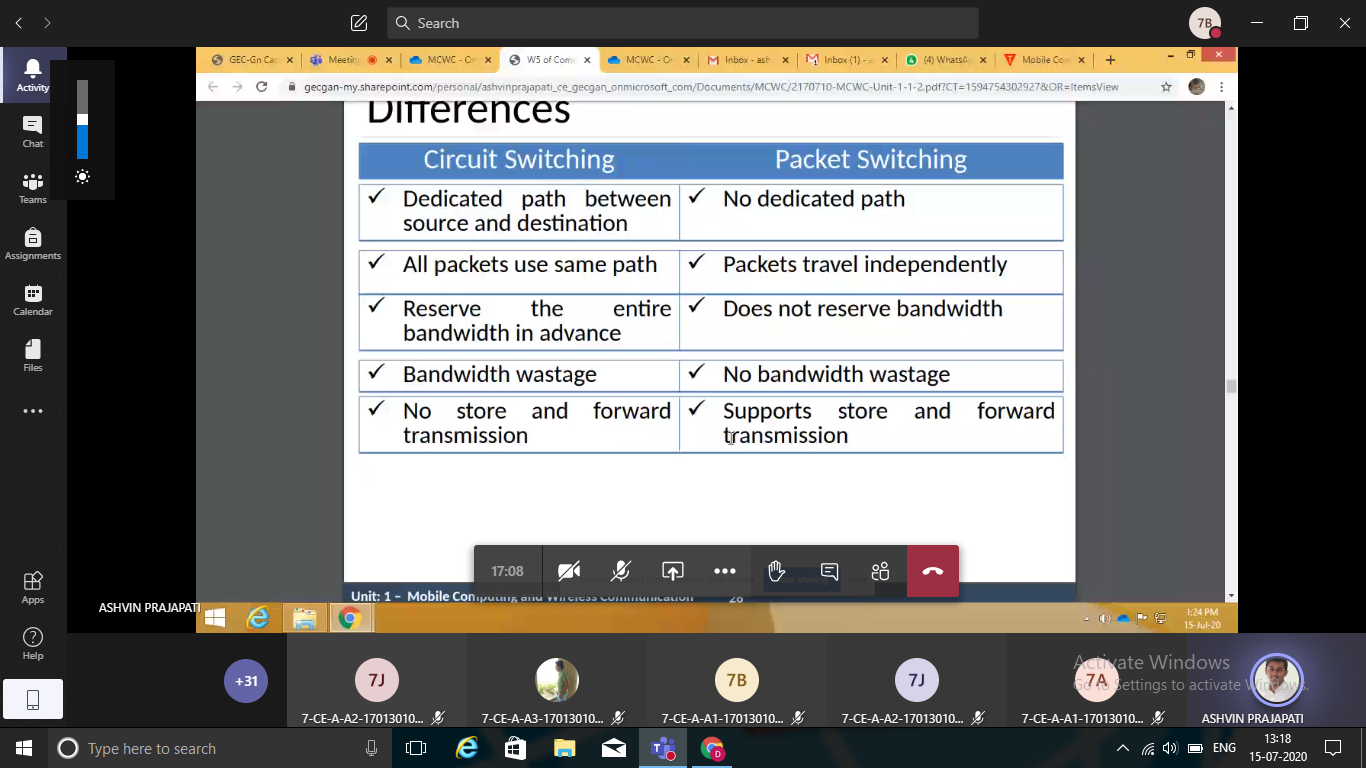 Search
7B
GEC-Gn Ca
Meetin
MCWC - O
W5 of Com
MCWC - O
Inbox - ash
Inbox (1) -
(4) WhatsA
Mobile Co
gecgan-my.sharepoint.com/personal/ashvinprajapati_ce_gecgan_onmicrosoft_com/Documents/MCWC/2170710-MCWC-Unit-1-1-2.pdf?CT=1594754302927&OR=ItemsView
Activity
Chat
Teams
Assignments
Calendar
Files
Apps
Help
Differences
Circuit Switching Packet Switching
✓ Dedicated path between ✓ No dedicated path
source and destination
✓ All packets use same path ✓ Packets travel independently
✓ Reserve the entire ✓ Does not reserve bandwidth
bandwidth in advance
✓ Bandwidth wastage ✓ No bandwidth wastage
✓ No store and forward ✓ Supports store and forward
transmission transmission
17:08
Unit: 1 – Mobile Computing and Wireless Communication 26
ASHVIN PRAJAPATI
1:24 PM
15-Jul-20
+31
7J
7B
7J
7A
7-CE-A-A2-17013010...
7-CE-A-A3-17013010...
7-CE-A-A1-17013010...
7-CE-A-A2-17013010...
7-CE-A-A1-17013010...
ASHVIN PRAJAPATI
Activate Windows
Go to Settings to activate Windows.
Type here to search
ENG
13:18
15-07-2020